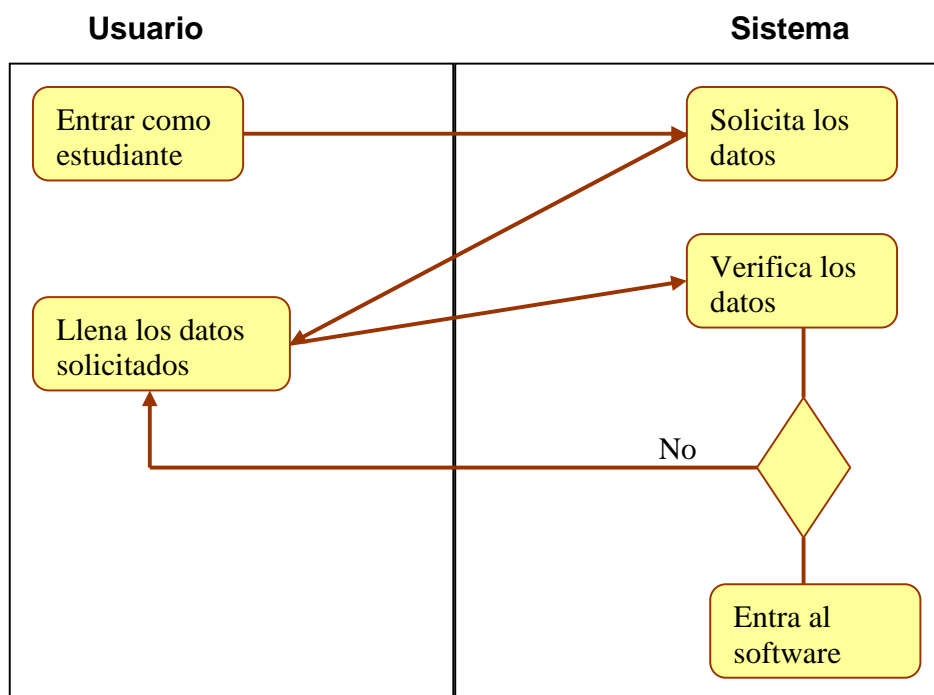 Usuario
Sistema
Entrar como
estudiante
Solicita los
datos
Verifica los
datos
Llena los datos
solicitados
No
Entra al
software